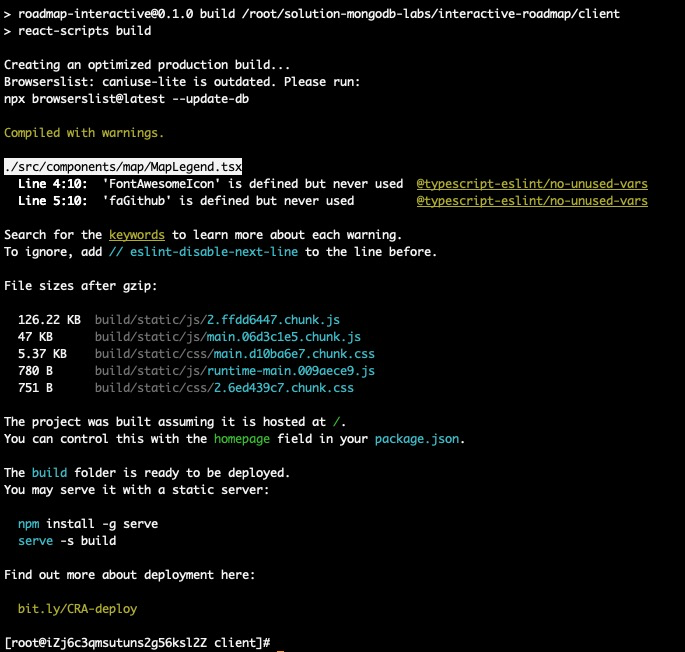 > roadmap-interactive@0.1.0 build /root/solution-mongodb-labs/interactive-roadmap/client
> react-scripts build
Creating an optimized production build...
Browserslist: caniuse-lite is outdated. Please run:
npx browserslist@latest --update-db
Compiled with warnings.
./src/components/map/MapLegend.tsx
Line 4:10: 'FontAwesomeIcon' is defined but never used @typescript-eslint/no-unused-vars
Line 5:10: 'faGithub' is defined but never used @typescript-eslint/no-unused-vars
Search for the keywords to learn more about each warning.
To ignore, add // eslint-disable-next-line to the line before.
File sizes after gzip:
126.22 KB build/static/js/2.ffdd6447.chunk.js
47 KB build/static/js/main.06d3c1e5.chunk.js
5.37 KB build/static/css/main.d10ba6e7.chunk.css
780 B build/static/js/runtime-main.009aece9.js
751 B build/static/css/2.6ed439c7.chunk.css
The project was built assuming it is hosted at /.
You can control this with the homepage field in your package.json.
The build folder is ready to be deployed.
You may serve it with a static server:
npm install -g serve
serve -s build
Find out more about deployment here:
bit.ly/CRA-deploy
[root@iZj6c3qmsutuns2g56ksl2Z client]#